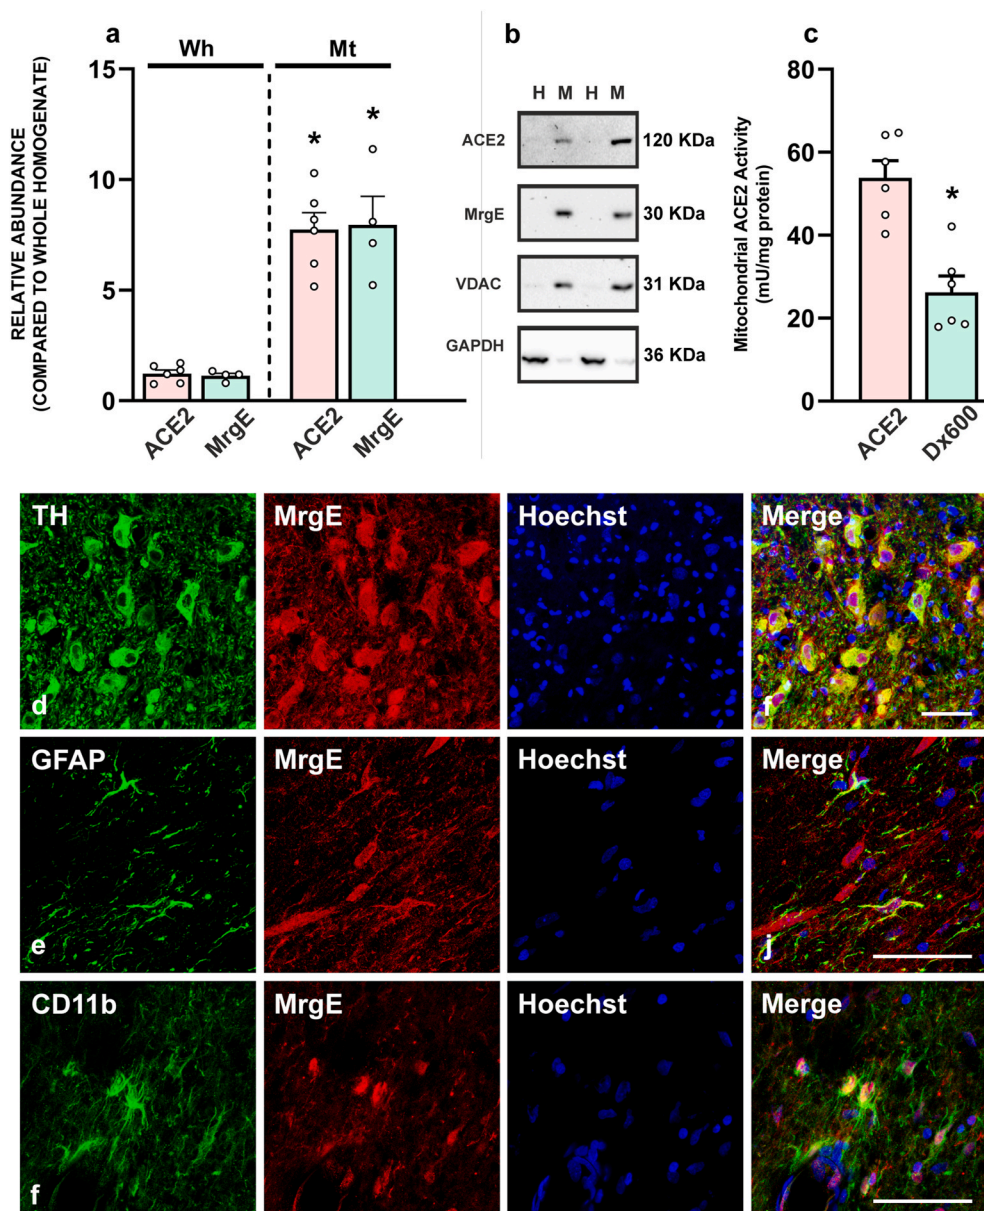 a
Wh
Mt
RELATIVE ABUNDANCE
(COMPARED TO WHOLE HOMOGENATE)
15
10
5
0
*
*
ACE2
MrgE
ACE2
MrgE
b
H M H M
ACE2
120 KDa
MrgE
30 KDa
VDAC
31 KDa
GAPDH
36 KDa
c
Mitochondrial ACE2 Activity
(mU/mg protein)
80
60
40
20
0
*
ACE2
Dx600
TH
MrgE
Hoechst
Merge
d
GFAP
MrgE
Hoechst
Merge
e
j
CD11b
MrgE
Hoechst
Merge
f